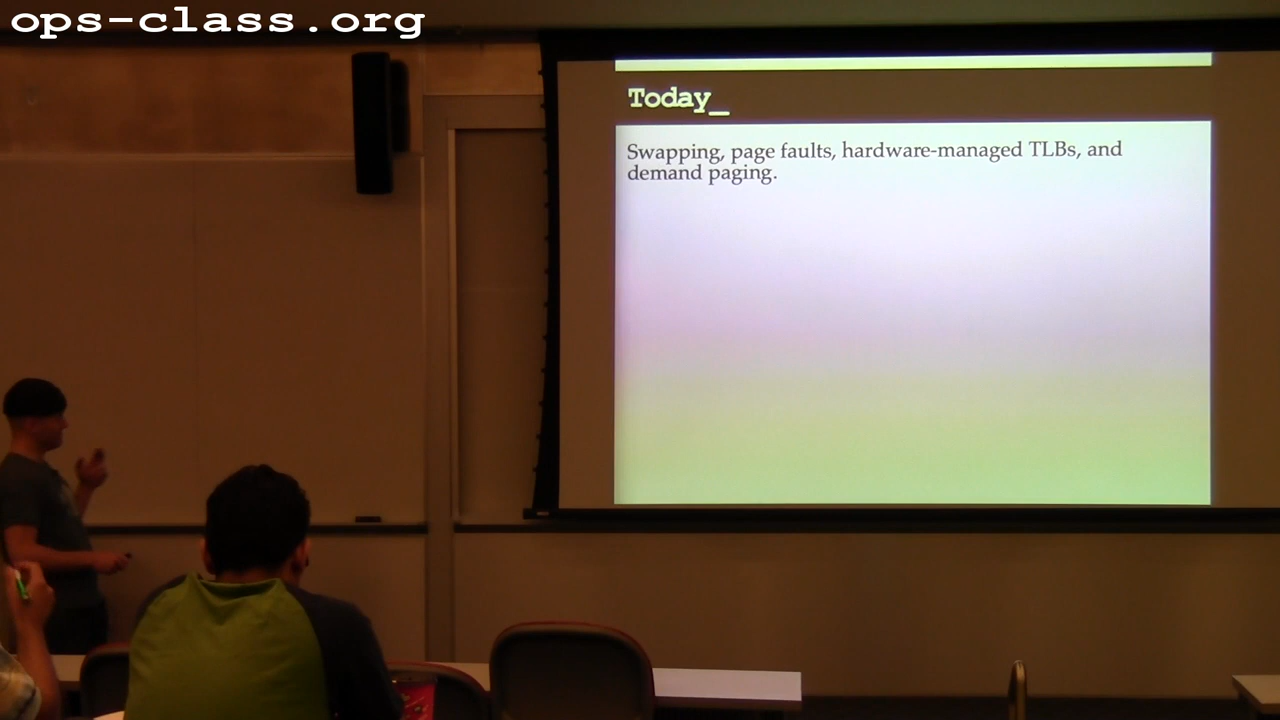 ops-class.org
Today_
Swapping, page faults, hardware-managed TLBs, and
demand paging.